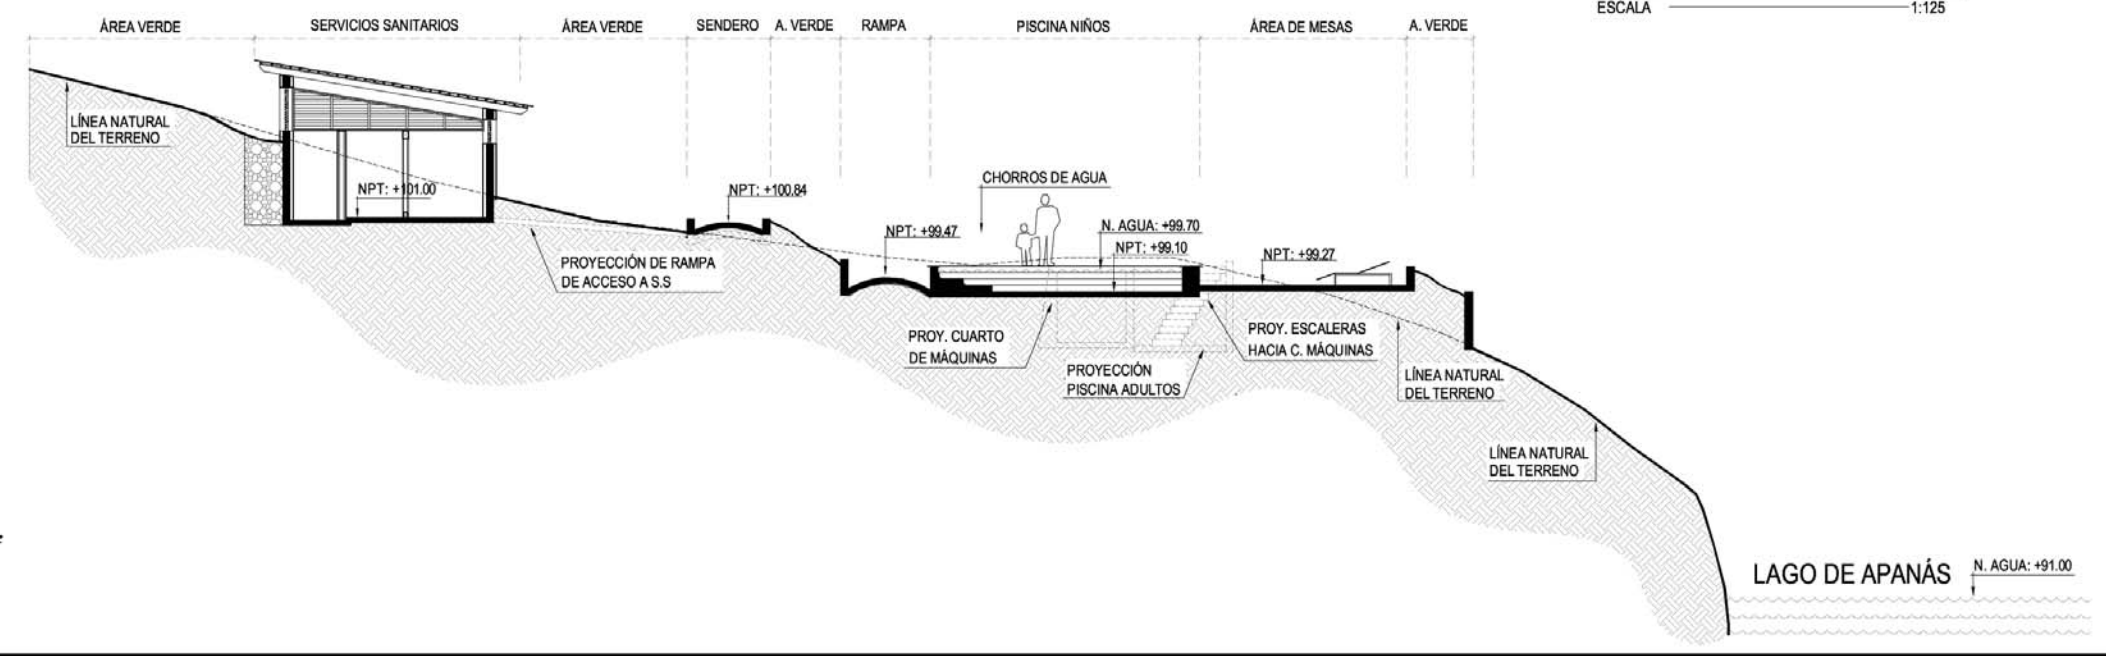 ESCALA 1:125
ÁREA VERDE SERVICIOS SANITARIOS ÁREA VERDE SENDERO A. VERDE RAMPA PISCINA NIÑOS ÁREA DE MESAS A. VERDE
LÍNEA NATURAL
DEL TERRENO
NPT: +101.00
NPT: +100.84
CHORROS DE AGUA
NPT: +99.47
N. AGUA: +99.70
NPT: +99.10
NPT: +99.27
PROYECCIÓN DE RAMPA
DE ACCESO A S.S
PROY. CUARTO
DE MÁQUINAS
PROY. ESCALERAS
HACIA C. MÁQUINAS
PROYECCIÓN
PISCINA ADULTOS
LÍNEA NATURAL
DEL TERRENO
LÍNEA NATURAL
DEL TERRENO
LAGO DE APANÁS
N. AGUA: +91.00